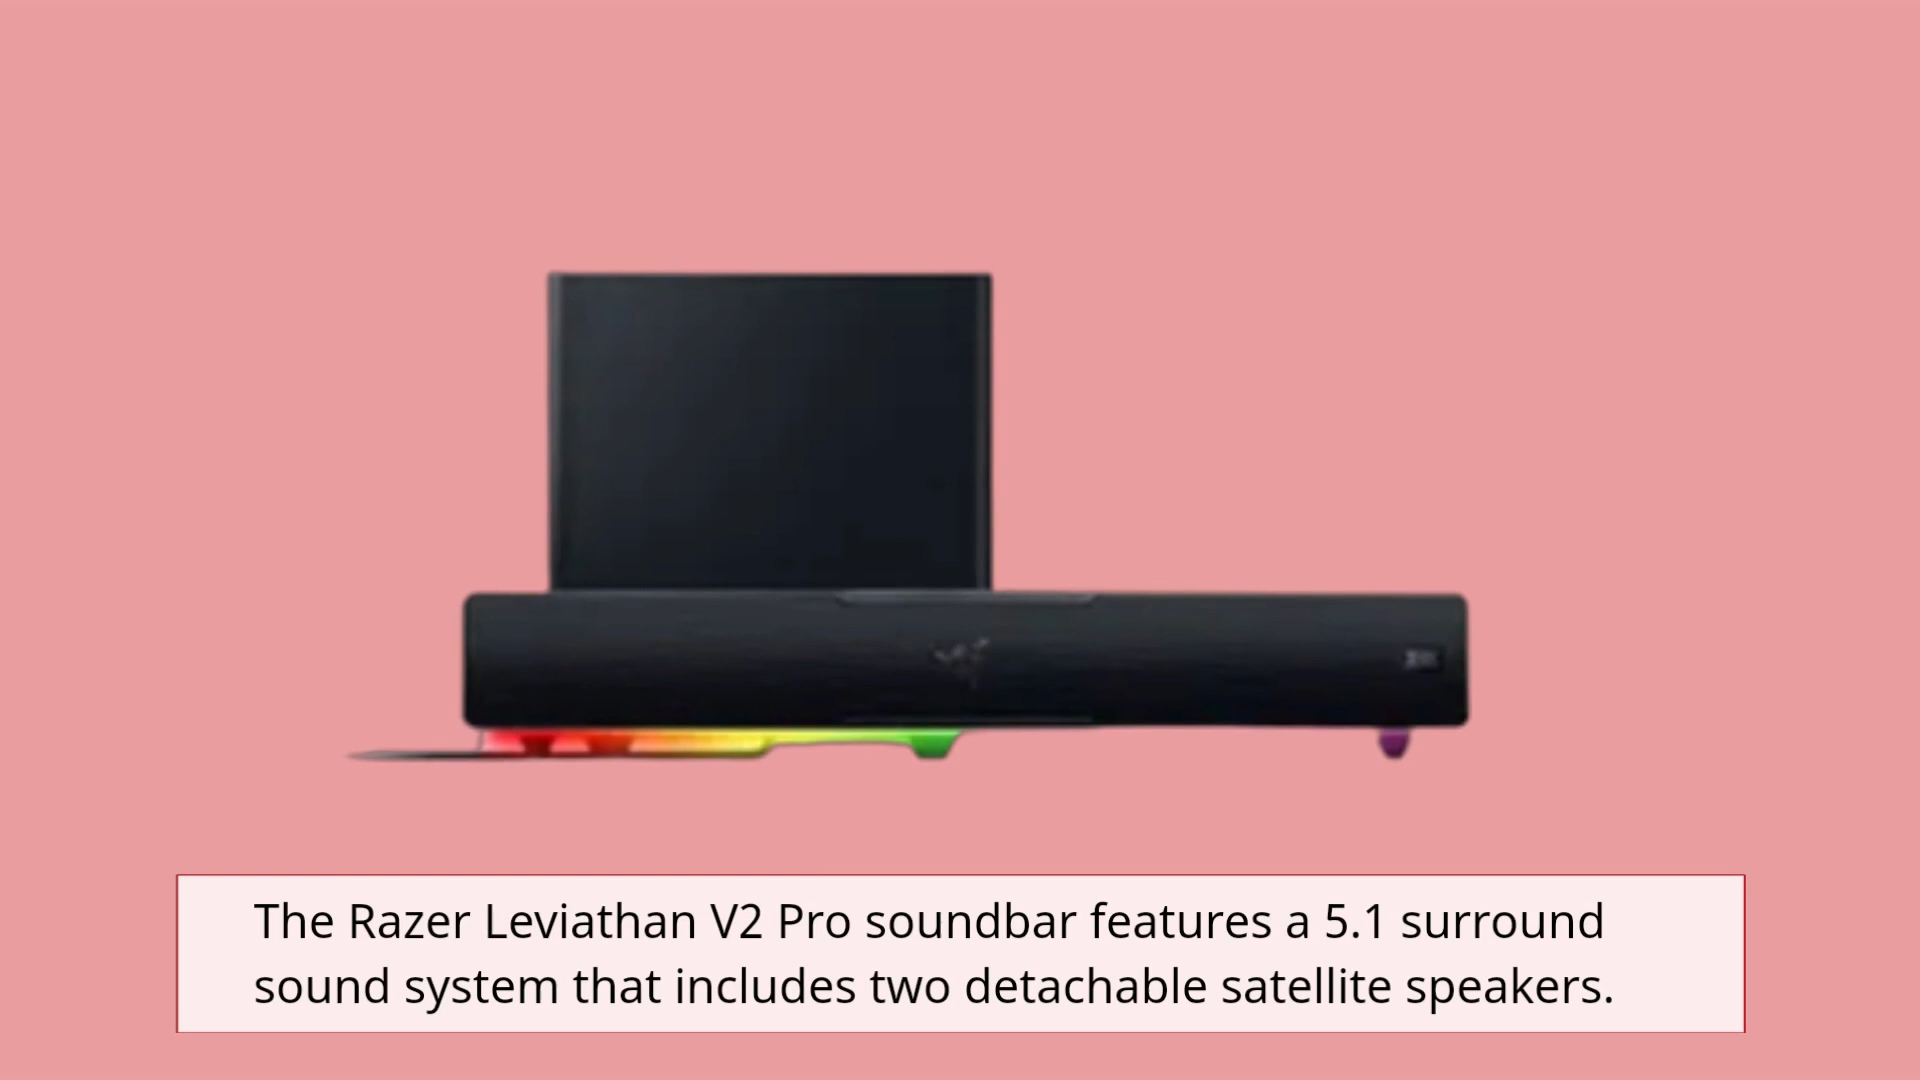 The Razer Leviathan V2 Pro soundbar features a 5.1 surround
sound system that includes two detachable satellite speakers.